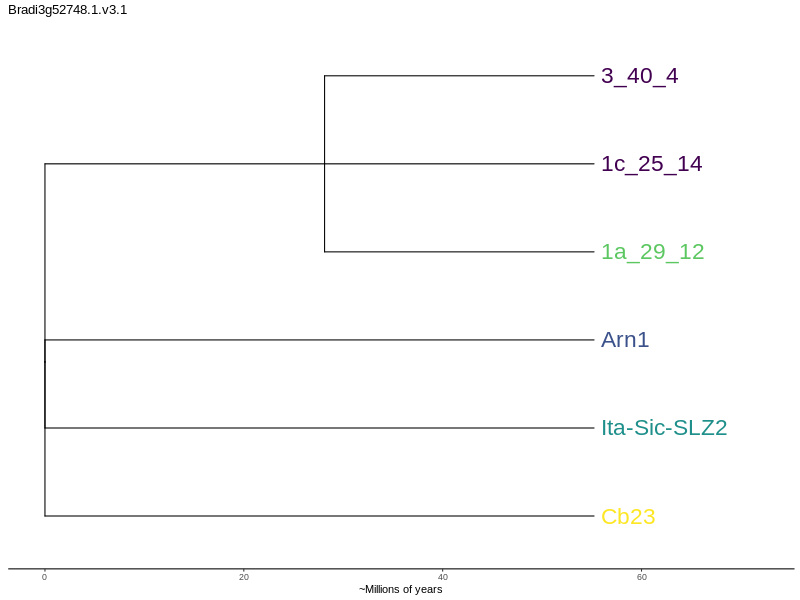 Bradi3g52748.1.v3.1
3_40_4
1c_25_14
1a_29_12
Arn1
Ita-Sic-SLZ2
Cb23
0 20 40 60
~Millions of years